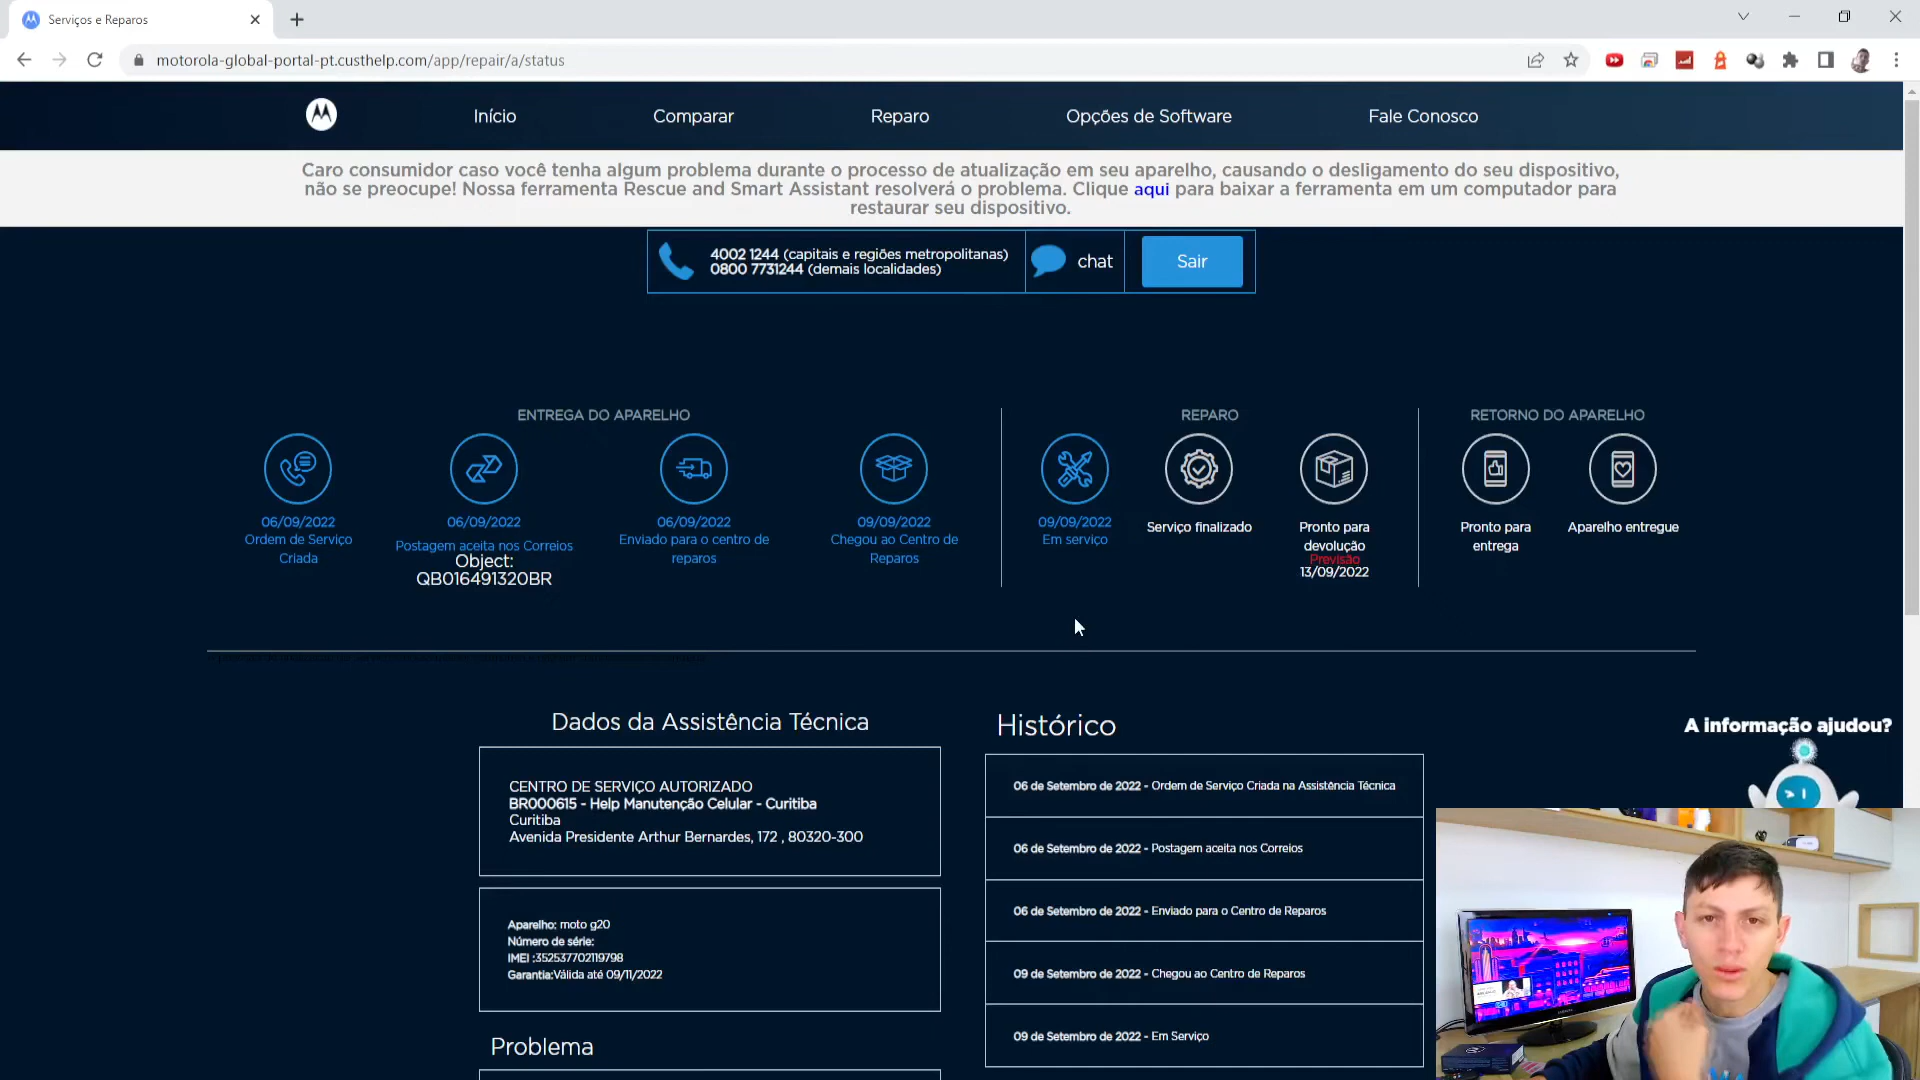 Serviços e Reparos
motorola-global-portal-pt.custhelp.com/app/repair/a/status
Início
Comparar
Reparo
Opções de Software
Fale Conosco
Caro consumidor caso você tenha algum problema durante o processo de atualização em seu aparelho, causando o desligamento do seu dispositivo,
não se preocupe! Nossa ferramenta Rescue and Smart Assistant resolverá o problema. Clique aqui para baixar a ferramenta em um computador para
restaurar seu dispositivo.
4002 1244 (capitais e regiões metropolitanas)
0800 7731244 (demais localidades)
chat
Sair
ENTREGA DO APARELHO
06/09/2022
Ordem de Serviço
Criada
06/09/2022
Postagem aceita nos Correios
Object:
QB016491320BR
06/09/2022
Enviado para o centro de
reparos
09/09/2022
Chegou ao Centro de
Reparos
REPARO
09/09/2022
Em serviço
Serviço finalizado
Pronto para
devolução
Previsão
13/09/2022
RETORNO DO APARELHO
Pronto para
entrega
Aparelho entregue
Dados da Assistência Técnica
CENTRO DE SERVIÇO AUTORIZADO
BR000615 - Help Manutenção Celular - Curitiba
Curitiba
Avenida Presidente Arthur Bernardes, 172 , 80320-300
Aparelho: moto g20
Número de série:
IMEI :352537702119798
Garantia:Válida até 09/11/2022
Problema
Histórico
06 de Setembro de 2022 - Ordem de Serviço Criada na Assistência Técnica
06 de Setembro de 2022 - Postagem aceita nos Correios
06 de Setembro de 2022 - Enviado para o Centro de Reparos
09 de Setembro de 2022 - Chegou ao Centro de Reparos
09 de Setembro de 2022 - Em Serviço
A informação ajudou?